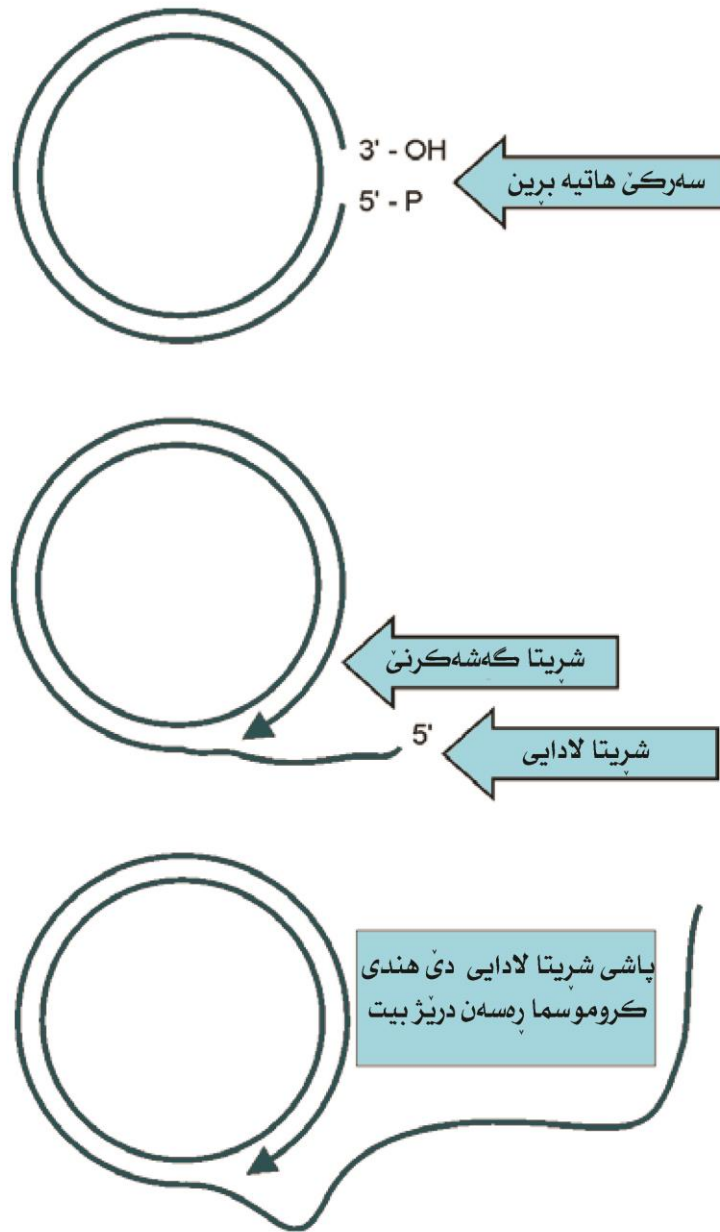 3' - OH
5' - P
سەرکێ هاتیە بڕین
شڕیتا گەشەکرنێ
5'
شڕیتا لادایی
پاشی شڕیتا لادایی دێ هندی
کروموسما ڕەسەن درێژ بیت